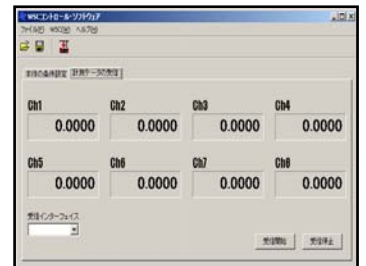 WSCコントロール・ソフトウェア
ファイル(F) WSC(W) ヘルプ(H)
計測データの受信
Ch1 Ch2 Ch3 Ch4
0.0000 0.0000 0.0000 0.0000
Ch5 Ch6 Ch7 Ch8
0.0000 0.0000 0.0000 0.0000
受信インターフェイス
受信開始 受信停止